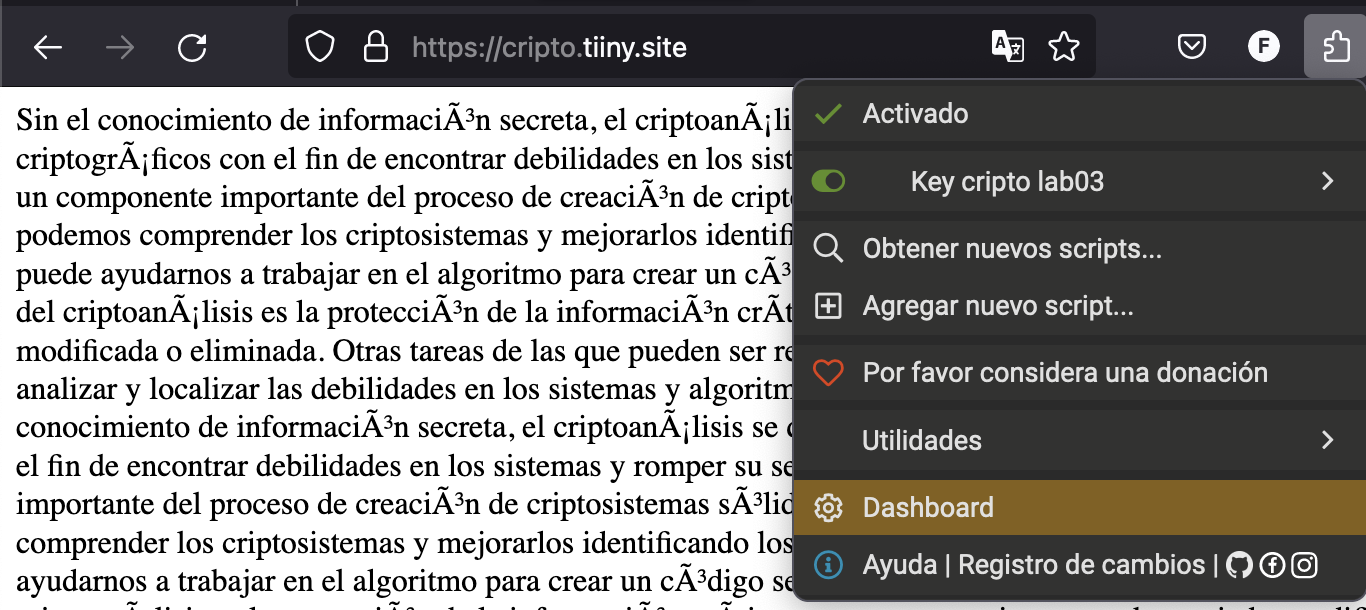 https://cripto.tiiny.site
F
Sin el conocimiento de informaciÃ³n secreta, el criptoanÃ¡li
criptogrÃ¡ficos con el fin de encontrar debilidades en los sist
un componente importante del proceso de creaciÃ³n de cript
podemos comprender los criptosistemas y mejorarlos identifi
puede ayudarnos a trabajar en el algoritmo para crear un cÃ³
del criptoanÃ¡lisis es la protecciÃ³n de la informaciÃ³n crÃ­t
modificada o eliminada. Otras tareas de las que pueden ser re
analizar y localizar las debilidades en los sistemas y algoritm
conocimiento de informaciÃ³n secreta, el criptoanÃ¡lisis se
el fin de encontrar debilidades en los sistemas y romper su se
importante del proceso de creaciÃ³n de criptosistemas sÃ³lid
comprender los criptosistemas y mejorarlos identificando los
ayudarnos a trabajar en el algoritmo para crear un cÃ³digo se
Activado
Key cripto lab03
Obtener nuevos scripts...
Agregar nuevo script...
Por favor considera una donación
Utilidades
Dashboard
Ayuda | Registro de cambios |